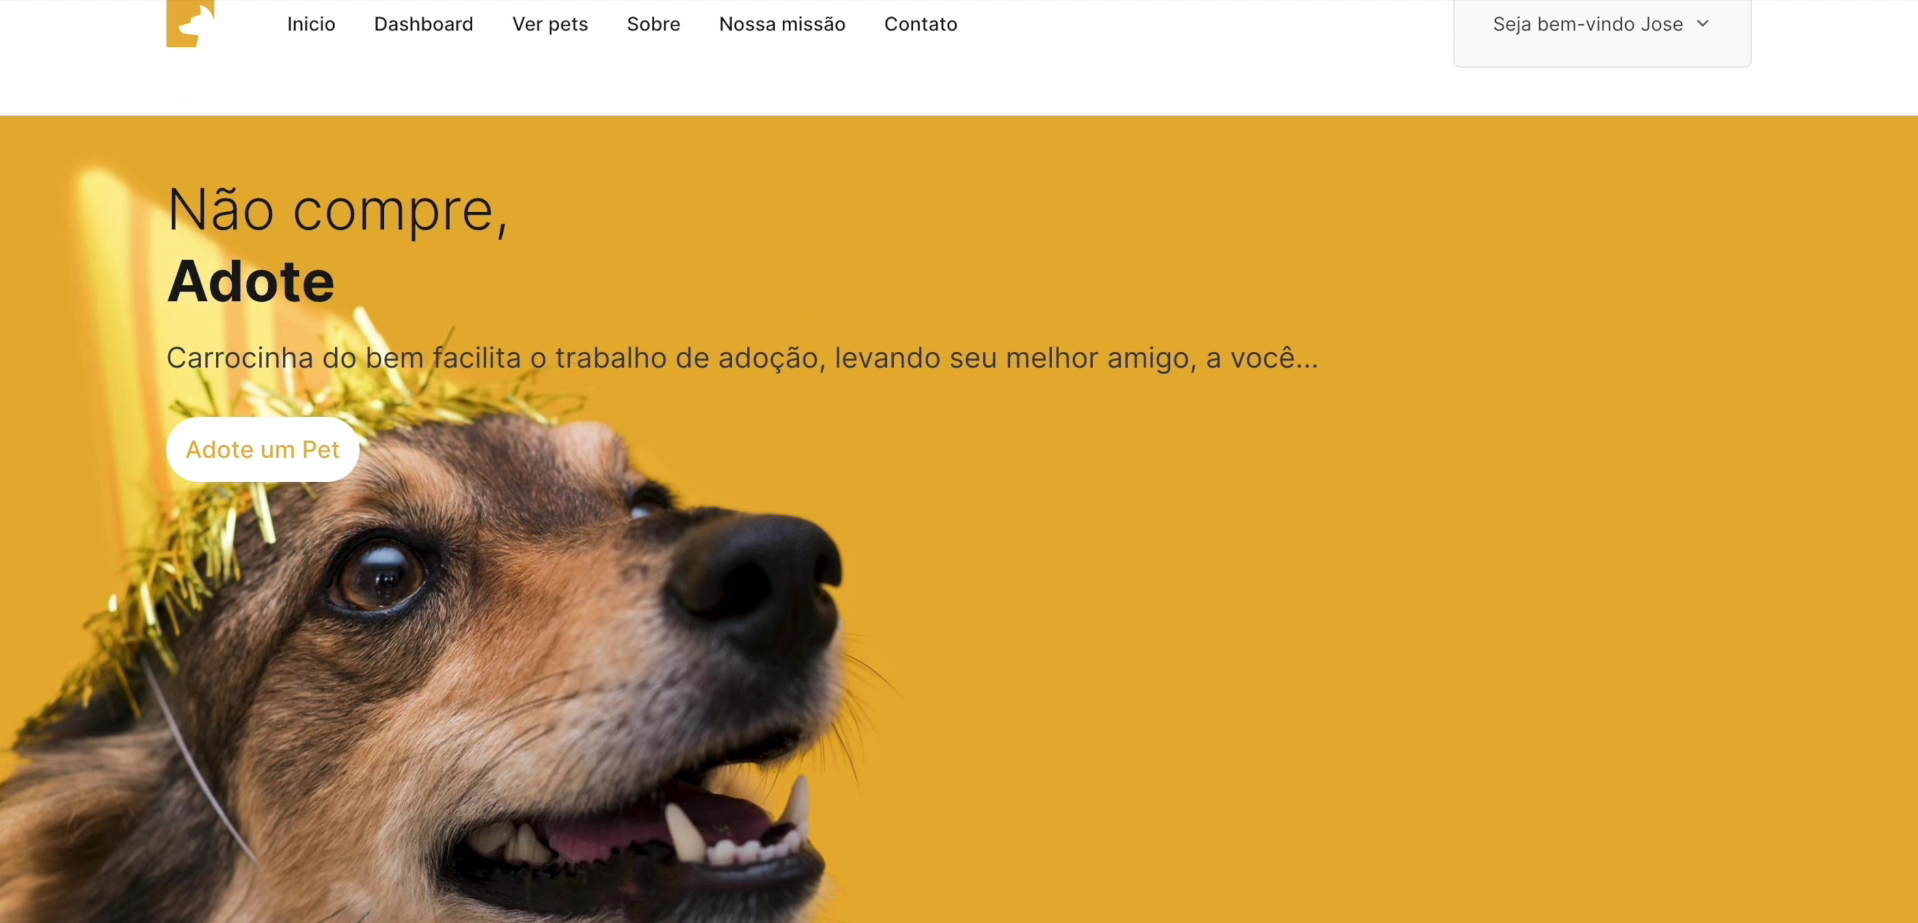 Inicio Dashboard Ver pets Sobre Nossa missão Contato Seja bem-vindo Jose
Não compre,
Adote
Carrocinha do bem facilita o trabalho de adoção, levando seu melhor amigo, a você...
Adote um Pet